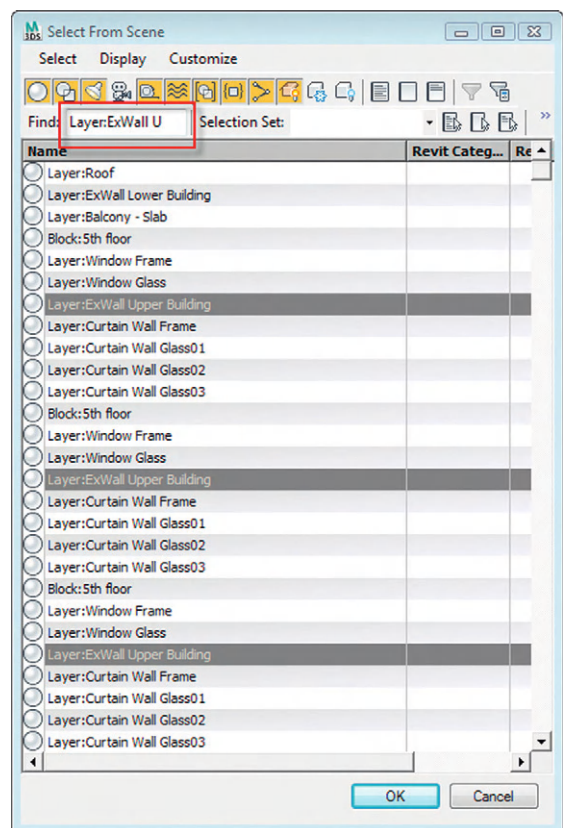 M
3DS Select From Scene
Select Display Customize
Find: Layer:ExWall U Selection Set: »
Name Revit Categ... Re
Layer:Roof
Layer:ExWall Lower Building
Layer:Balcony - Slab
Block:5th floor
Layer:Window Frame
Layer:Window Glass
Layer:ExWall Upper Building
Layer:Curtain Wall Frame
Layer:Curtain Wall Glass01
Layer:Curtain Wall Glass02
Layer:Curtain Wall Glass03
Block:5th floor
Layer:Window Frame
Layer:Window Glass
Layer:ExWall Upper Building
Layer:Curtain Wall Frame
Layer:Curtain Wall Glass01
Layer:Curtain Wall Glass02
Layer:Curtain Wall Glass03
Block:5th floor
Layer:Window Frame
Layer:Window Glass
Layer:ExWall Upper Building
Layer:Curtain Wall Frame
Layer:Curtain Wall Glass01
Layer:Curtain Wall Glass02
Layer:Curtain Wall Glass03
OK Cancel